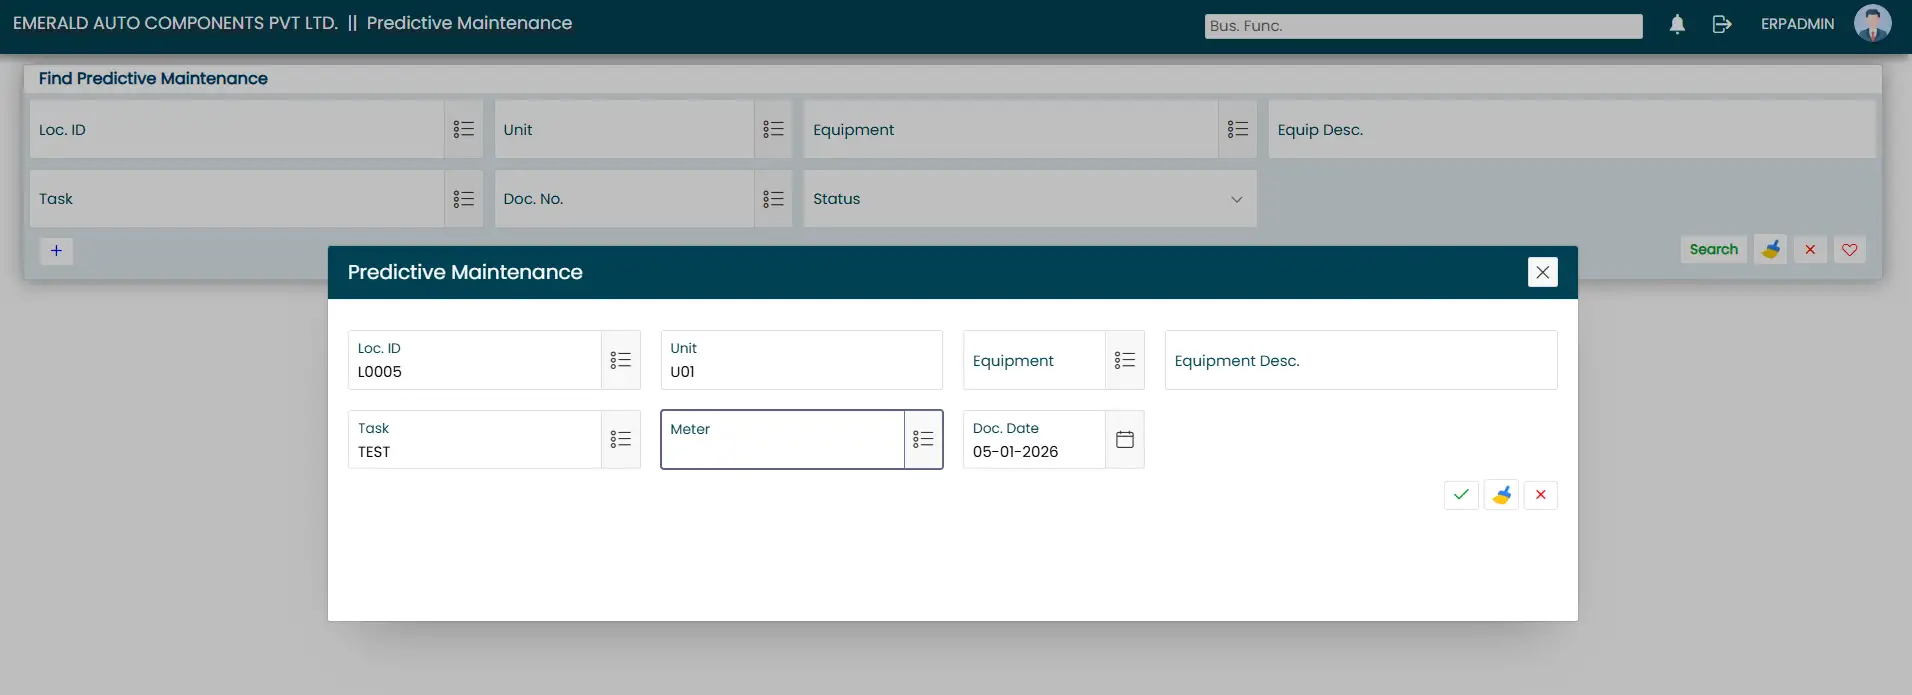 EMERALD AUTO COMPONENTS PVT LTD. || Predictive Maintenance
Bus. Func.
ERPADMIN
Find Predictive Maintenance
Loc. ID
Unit
Equipment
Equip Desc.
Task
Doc. No.
Status
+
Search
Predictive Maintenance
Loc. ID
L0005
Unit
U01
Equipment
Equipment Desc.
Task
TEST
Meter
Doc. Date
05-01-2026